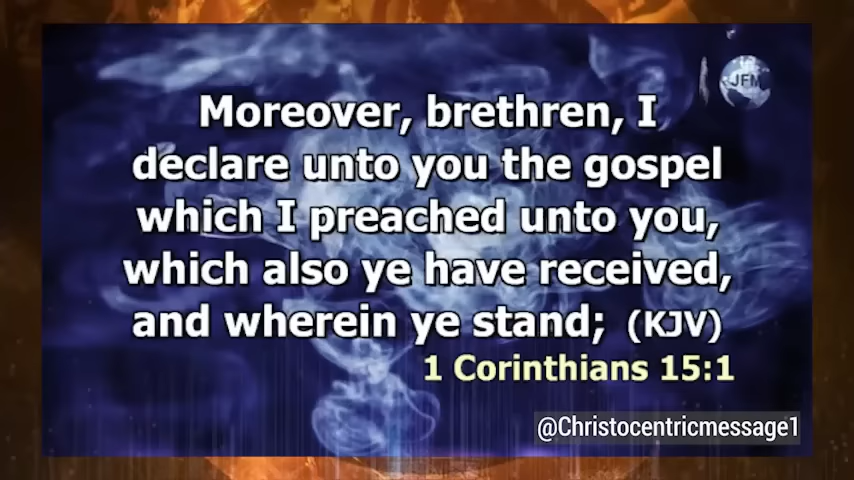 JFM
Moreover, brethren, I
declare unto you the gospel
which I preached unto you,
which also ye have received,
and wherein ye stand; (KJV)
1 Corinthians 15:1
@Christocentricmessage1